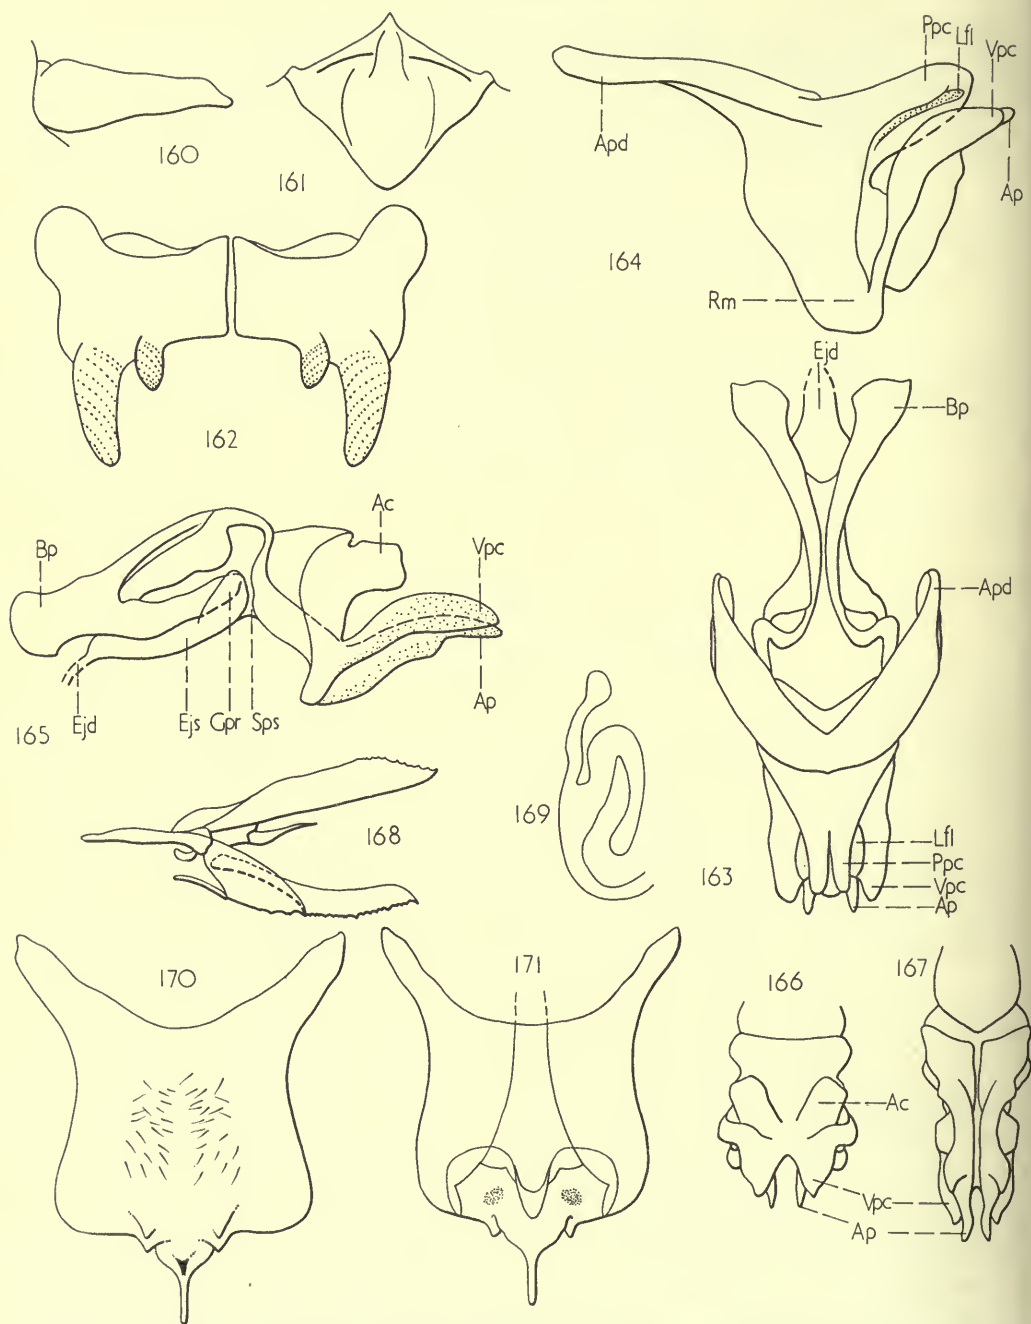 160
161
162
Ppc
Lfl
Vpc
Apd
Ap
164
Rm
Ejd
Bp
Apd
Lfl
Ppc
Vpc
Ap
163
Bp
Ac
Vpc
Ap
Ejd
Ejs
Gpr
Sps
165
168
169
170
171
166
167
Ac
Vpc
Ap